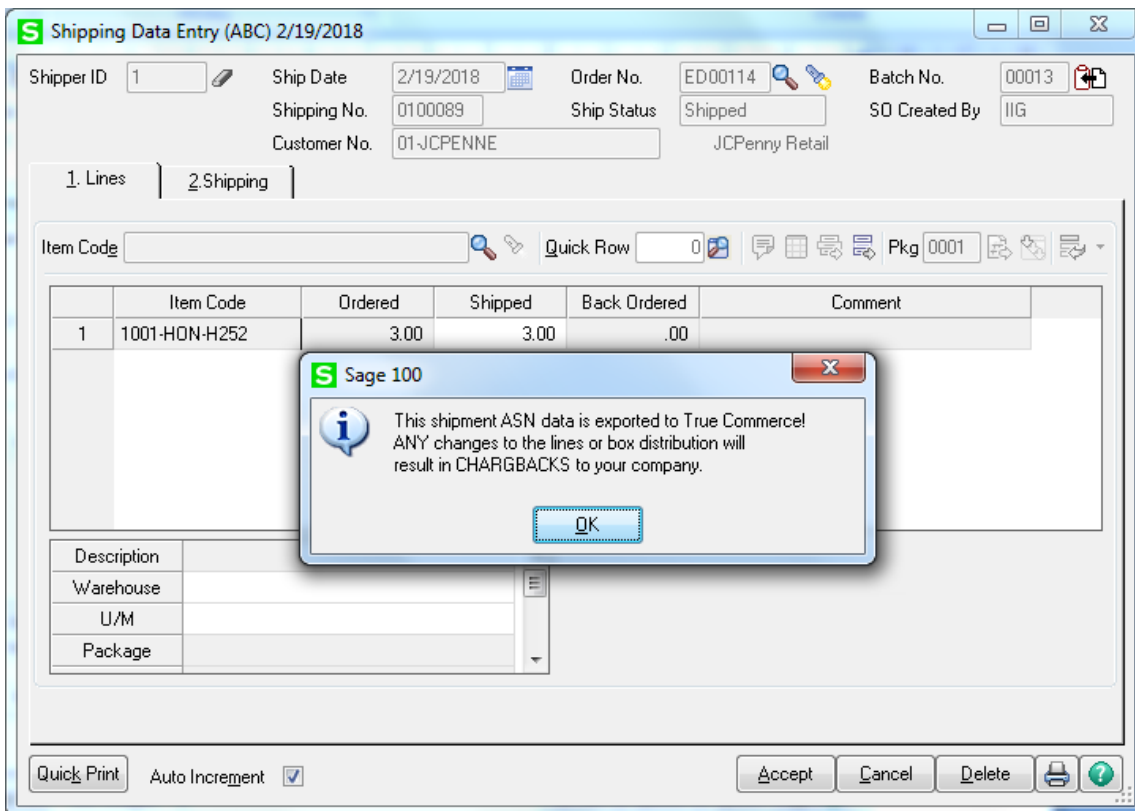 S Shipping Data Entry (ABC) 2/19/2018
Shipper ID 1 Ship Date 2/19/2018 Order No. ED00114 Batch No. 00013
Shipping No. 0100089 Ship Status Shipped SO Created By IIG
Customer No. 01-JCPENNE JCPenny Retail
1. Lines 2.Shipping
Item Code Quick Row 0 Pkg 0001
Item Code Ordered Shipped Back Ordered Comment
1 1001-HON-H252 3.00 3.00 .00
S Sage 100
This shipment ASN data is exported to True Commerce!
ANY changes to the lines or box distribution will
result in CHARGBACKS to your company.
OK
Description
Warehouse
U/M
Package
Quick Print Auto Increment Accept Cancel Delete